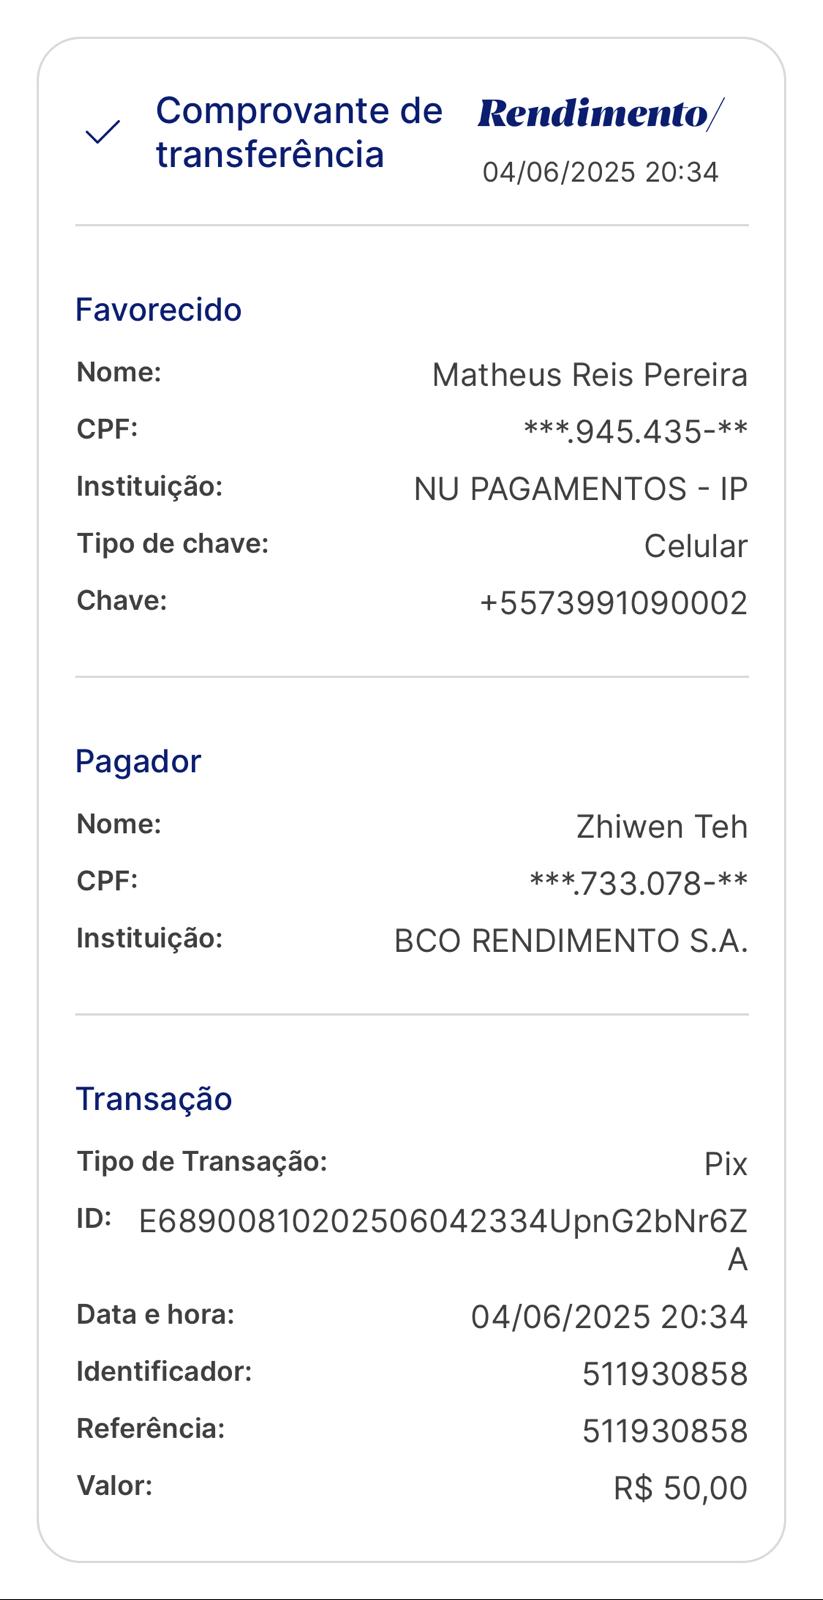 Comprovante de
transferência
Rendimento/
04/06/2025 20:34
Favorecido
Nome: Matheus Reis Pereira
CPF: ***.945.435-**
Instituição: NU PAGAMENTOS - IP
Tipo de chave: Celular
Chave: +5573991090002
Pagador
Nome: Zhiwen Teh
CPF: ***.733.078-**
Instituição: BCO RENDIMENTO S.A.
Transação
Tipo de Transação: Pix
ID: E68900810202506042334UpnG2bNr6Z
A
Data e hora: 04/06/2025 20:34
Identificador: 511930858
Referência: 511930858
Valor: R$ 50,00